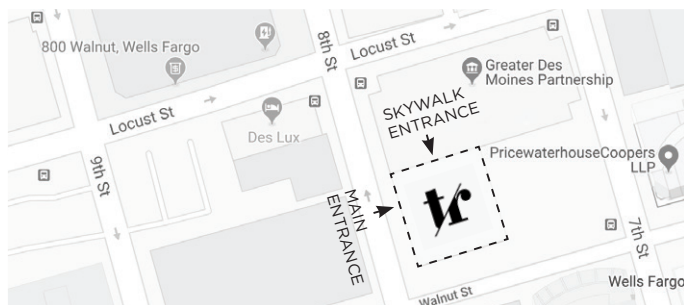 800 Walnut, Wells Fargo
8th St
Locust St
Locust St
Greater Des
Moines Partnership
Des Lux
SKYWALK
ENTRANCE
9th St
PricewaterhouseCoopers
LLP
MAIN
ENTRANCE
tr
7th St
Walnut St
Wells Fargo